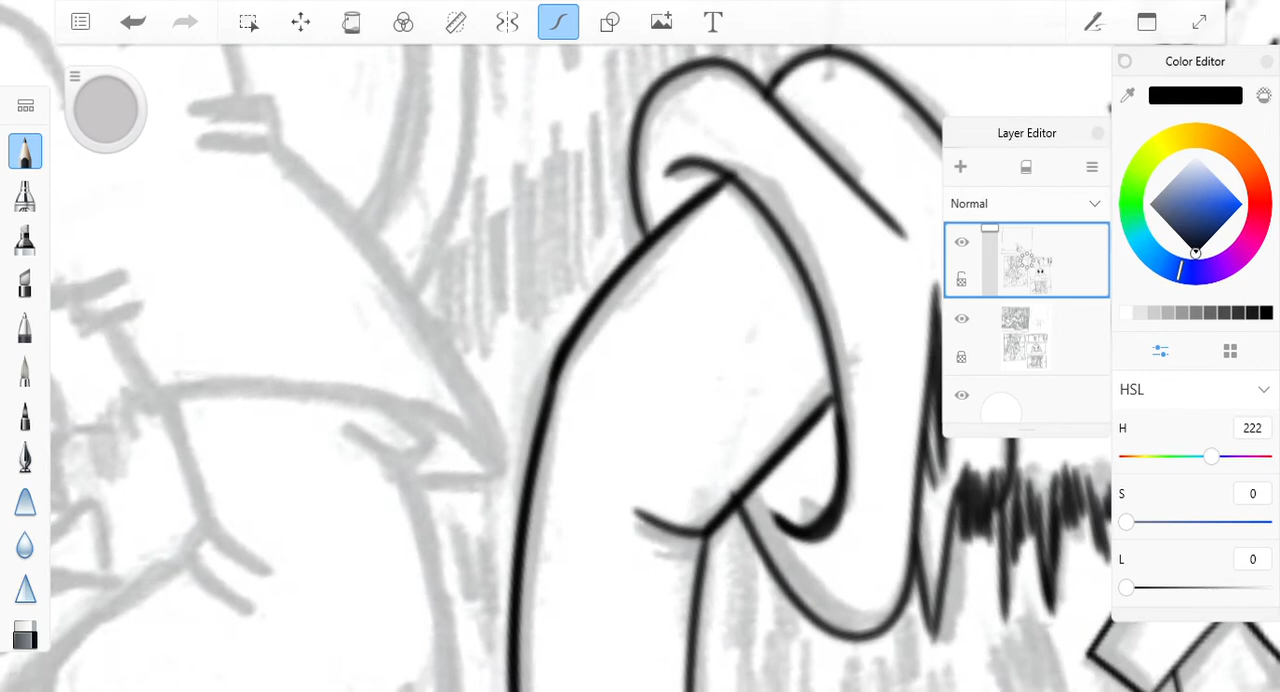 T
Color Editor
Layer Editor
Normal
HSL
H 222
S 0
L 0